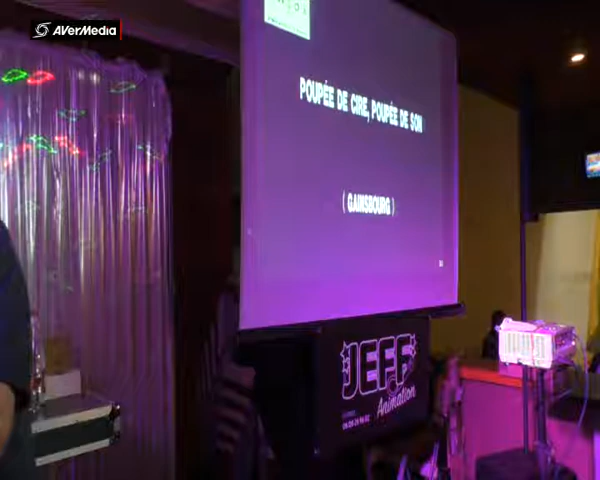 AVerMedia
POUPÉE DE CIRE, POUPÉE DE SON
( GAINSBOURG )
JEFF
Animation